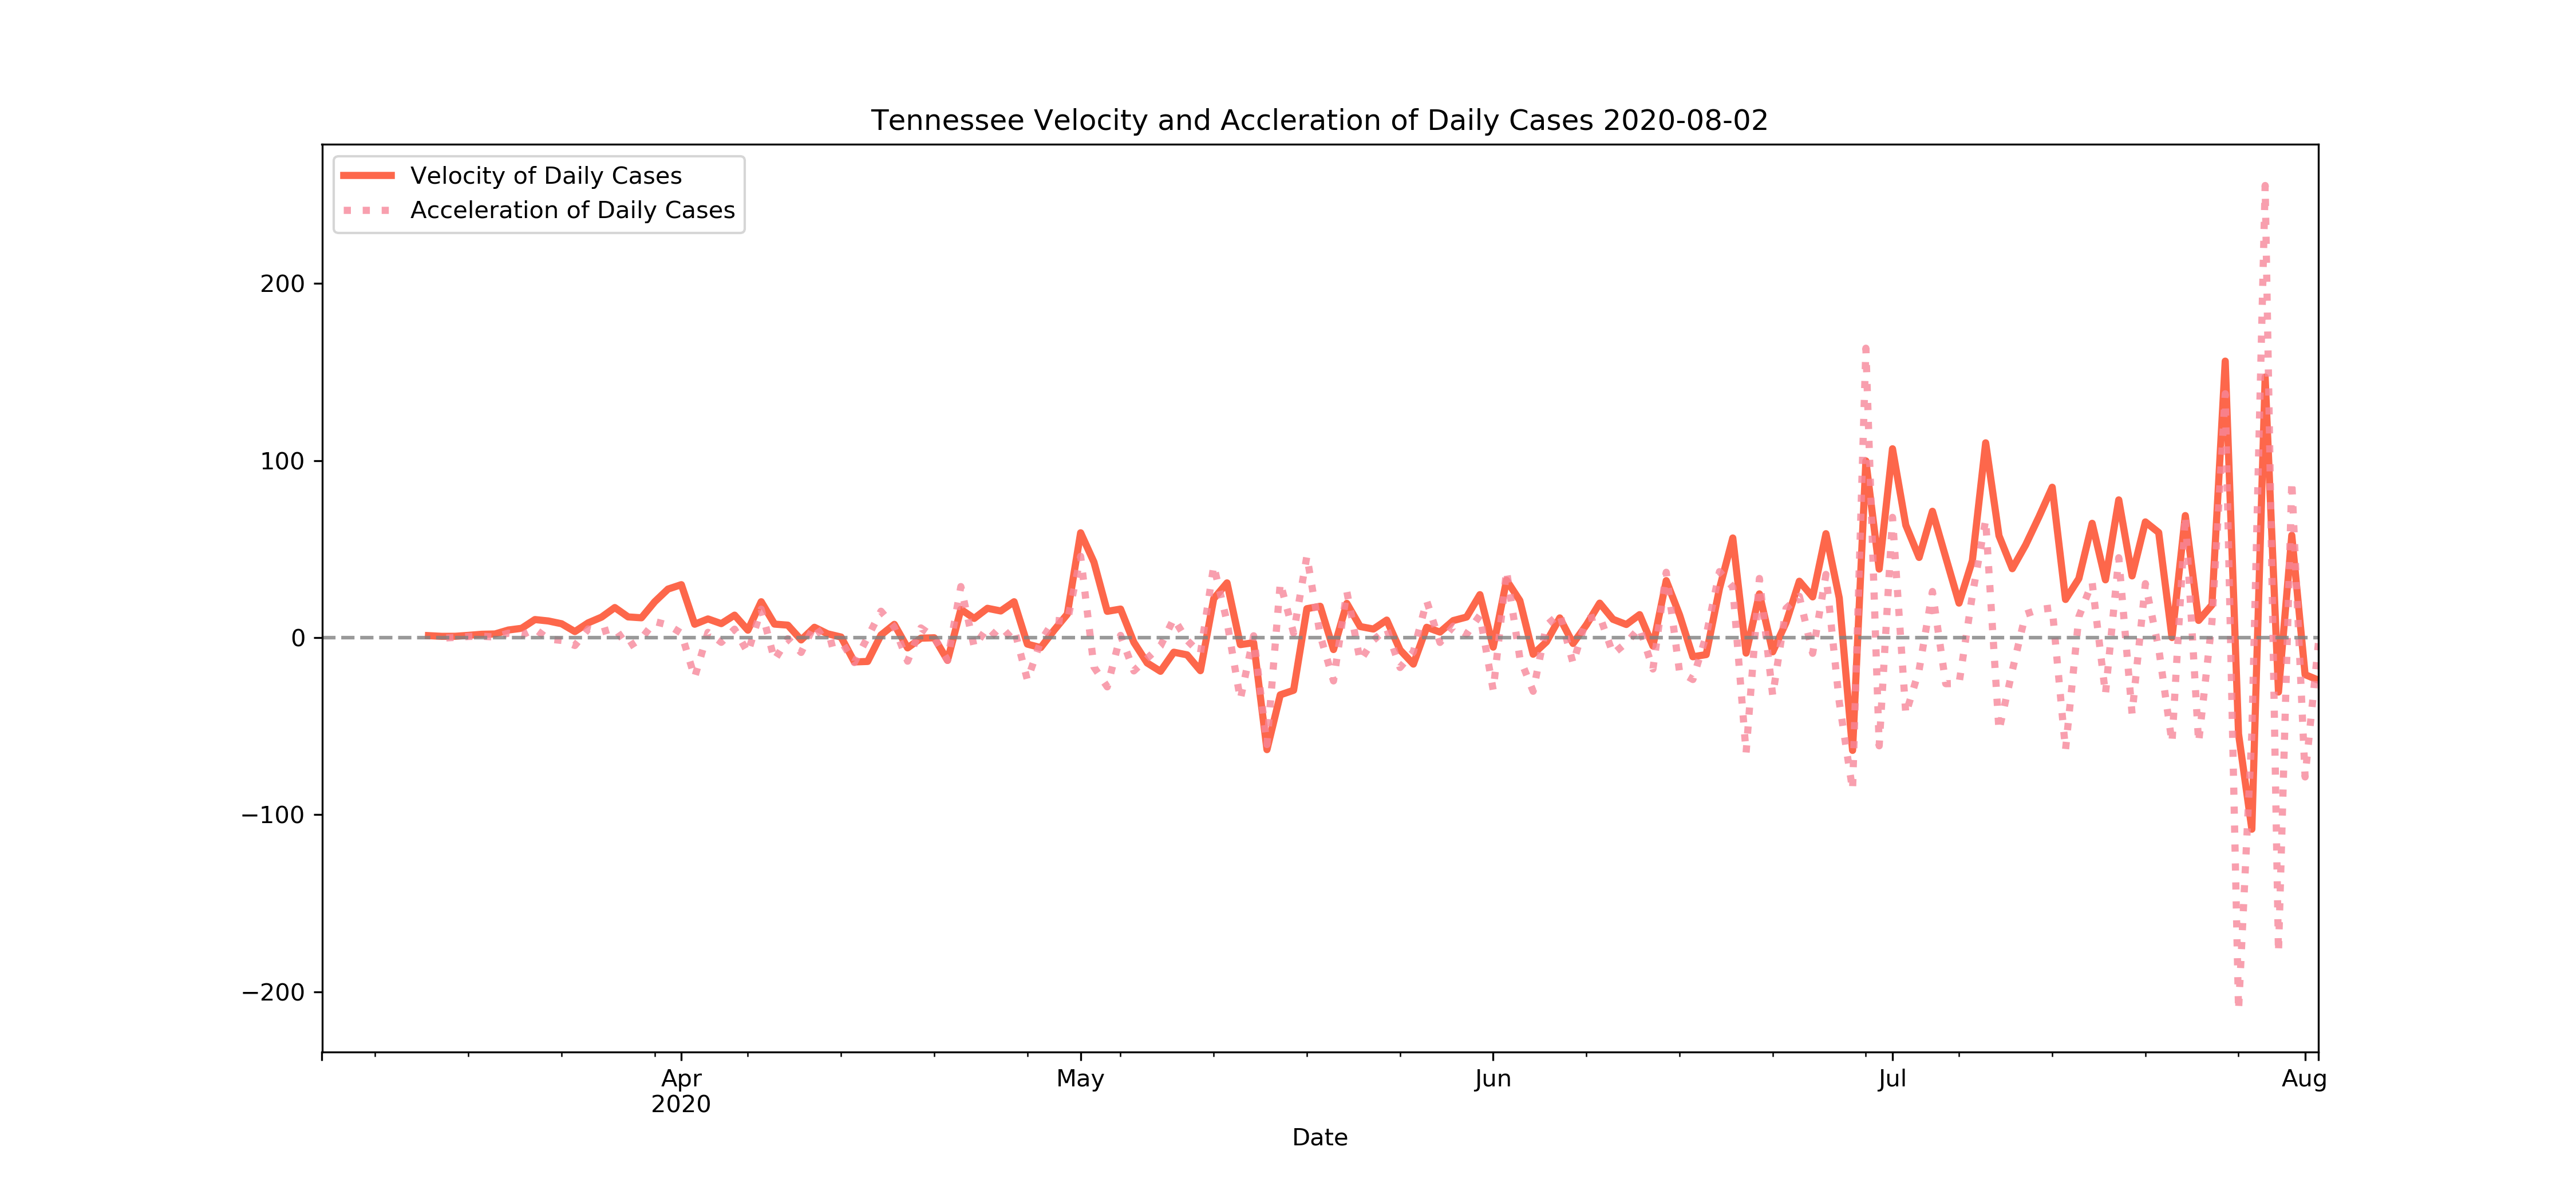 Tennessee Velocity and Accleration of Daily Cases 2020-08-02
Velocity of Daily Cases
Acceleration of Daily Cases
200
100
0
−100
−200
Apr
2020
May
Jun
Jul
Aug
Date